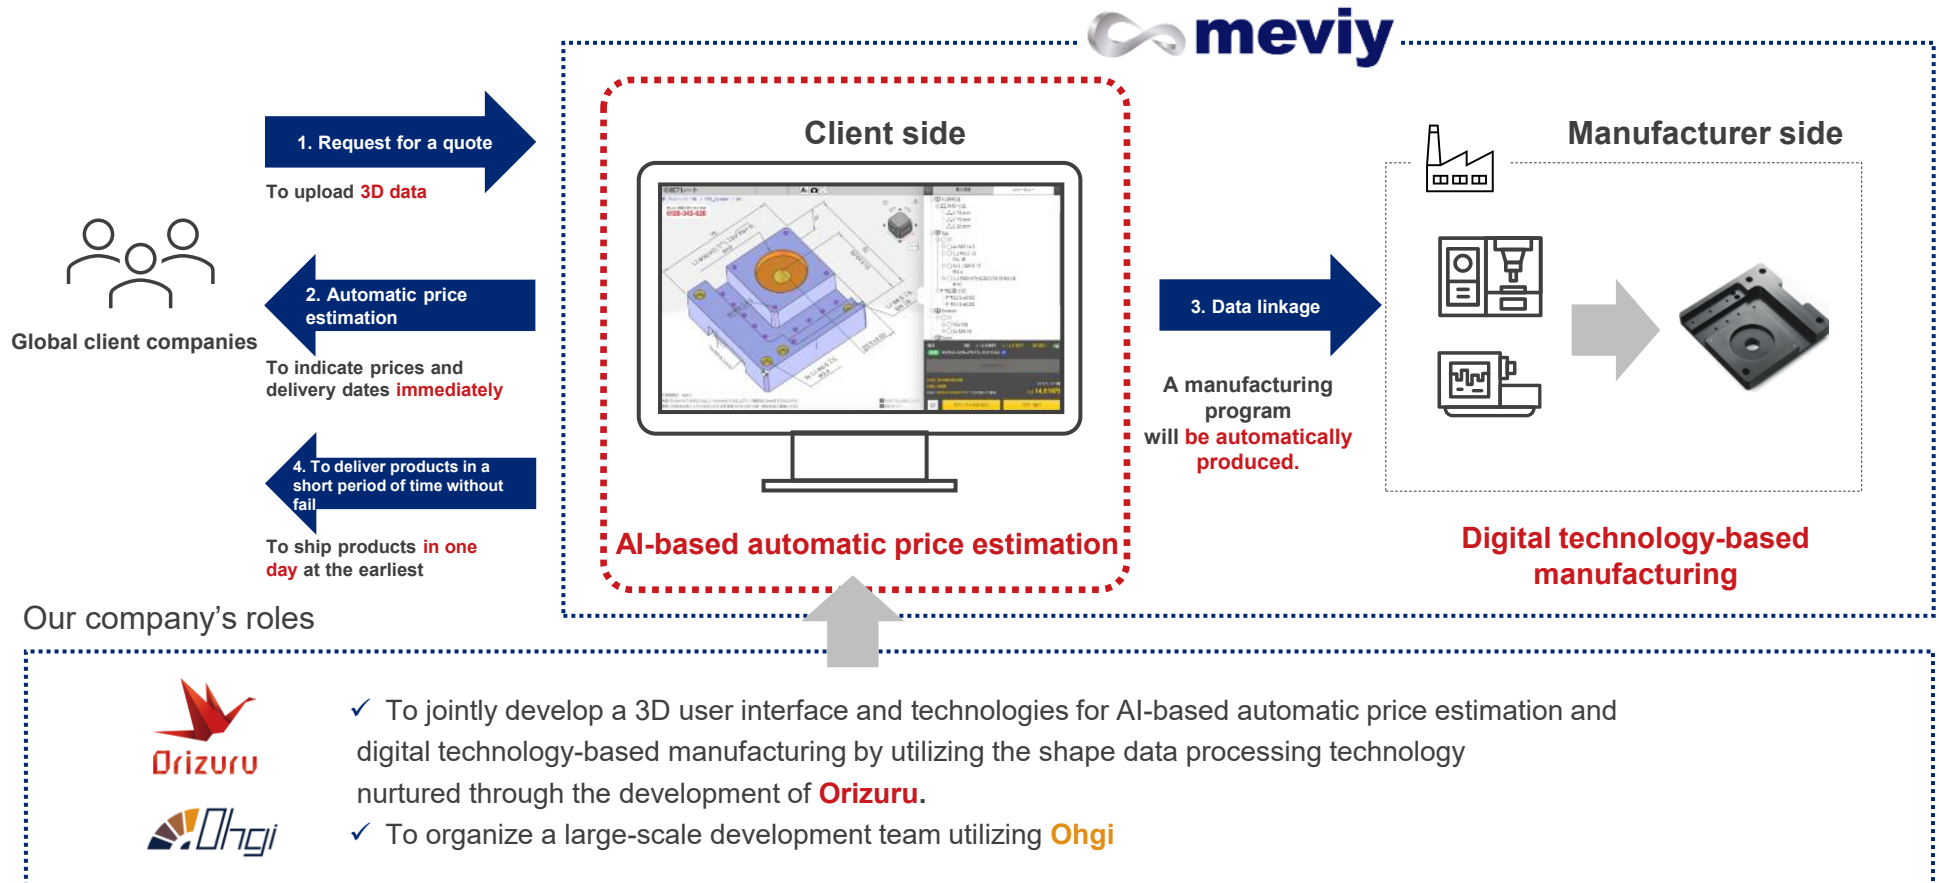 meviy
1. Request for a quote
To upload 3D data
Global client companies
2. Automatic price
estimation
To indicate prices and
delivery dates immediately
4. To deliver products in a
short period of time without
fail
To ship products in one
day at the earliest
Client side
AI-based automatic price estimation
3. Data linkage
A manufacturing
program
will be automatically
produced.
Manufacturer side
Digital technology-based
manufacturing
Our company's roles
Orizuru
Ohgi
✓ To jointly develop a 3D user interface and technologies for AI-based automatic price estimation and
digital technology-based manufacturing by utilizing the shape data processing technology
nurtured through the development of Orizuru.
✓ To organize a large-scale development team utilizing Ohgi